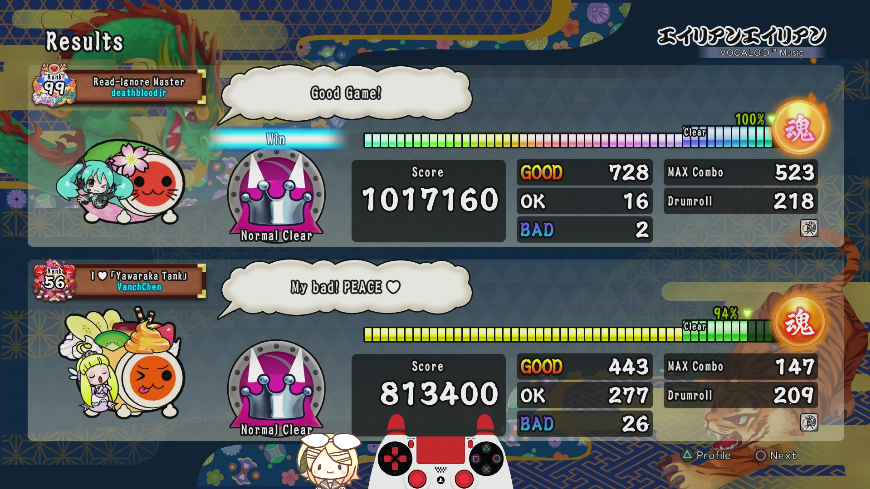 Results
エイリアンエイリアン
VOCALOID™ Music
Rank
99
Read-Ignore Master
deathbloodjr
Good Game!
Win
Normal Clear
100%
Clear
魂
Score
1017160
GOOD 728
OK 16
BAD 2
MAX Combo 523
Drumroll 218
Rank
56
I♥「Yawaraka Tank」
VanchChen
My bad! PEACE♡
Normal Clear
94%
Clear
魂
Score
813400
GOOD 443
OK 277
BAD 26
MAX Combo 147
Drumroll 209
△ Profile ○ Next